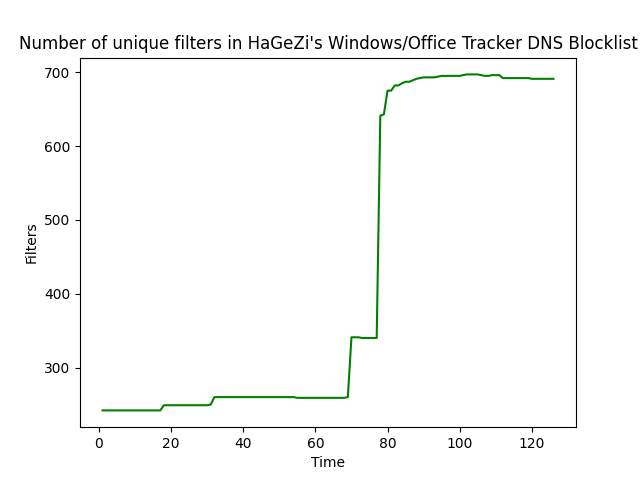 Number of unique filters in HaGeZi's Windows/Office Tracker DNS Blocklist
700
600
500
400
300
Filters
0 20 40 60 80 100 120
Time